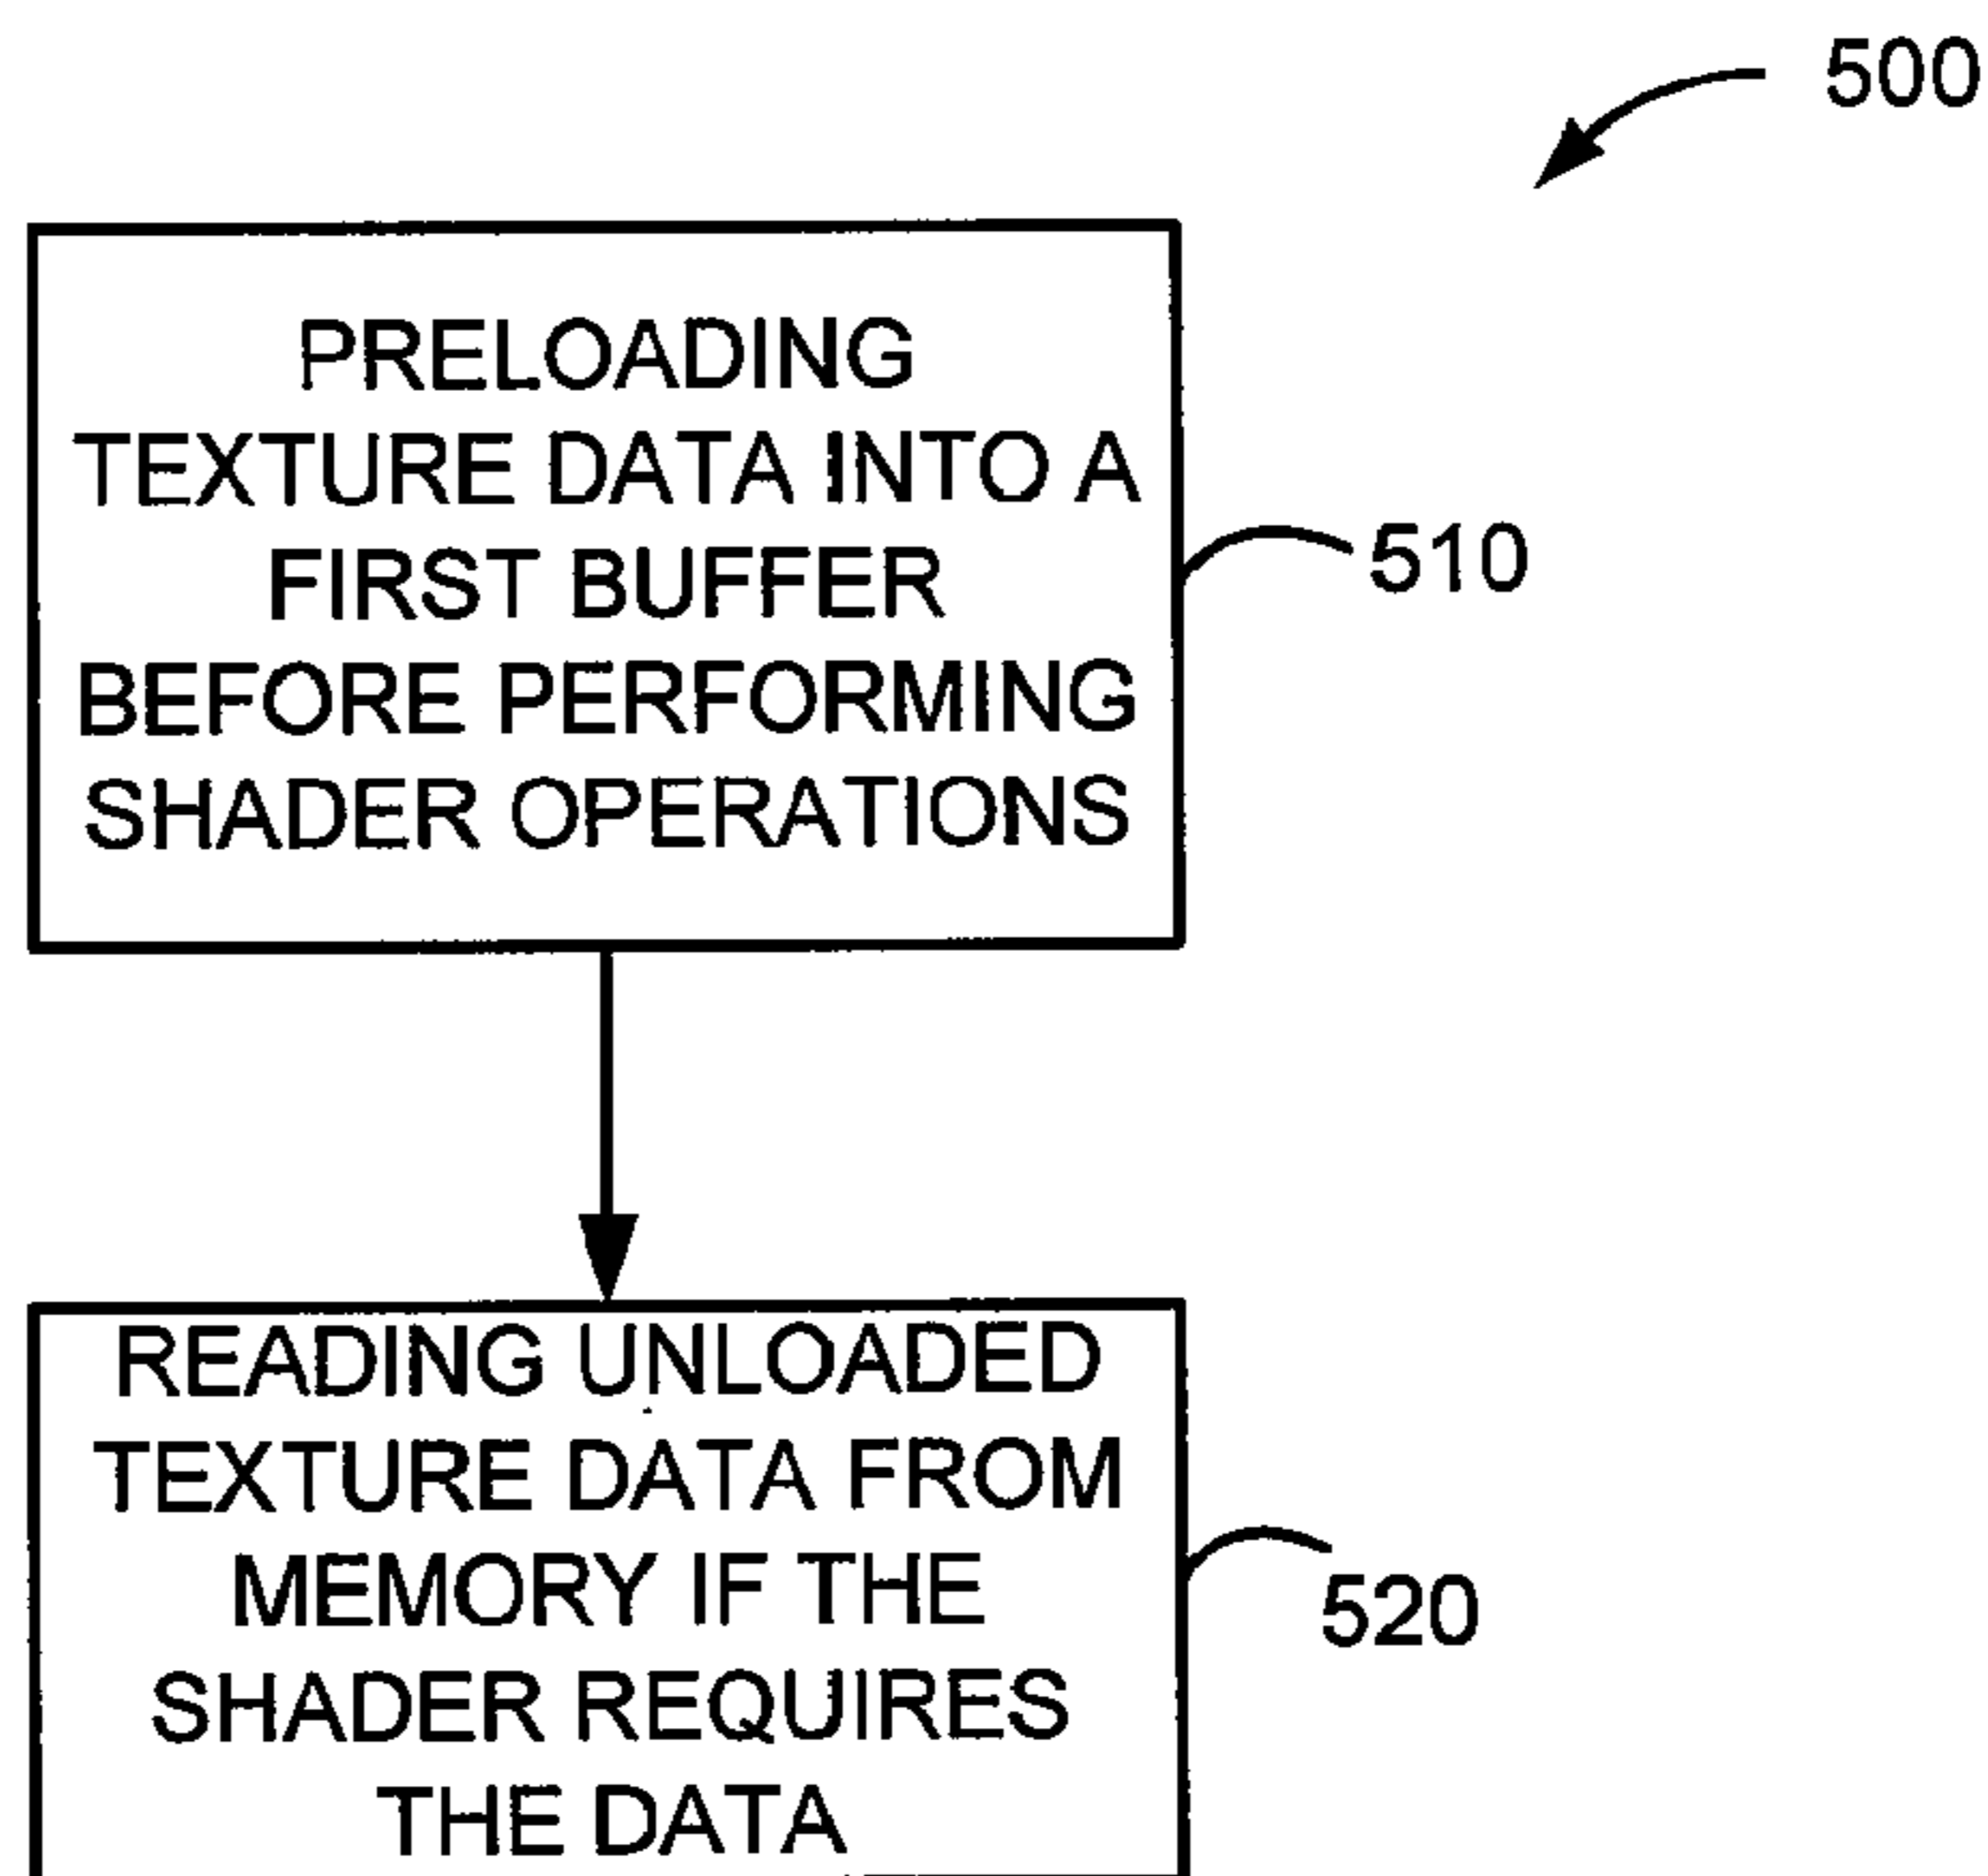 500
PRELOADING
TEXTURE DATA INTO A
FIRST BUFFER
BEFORE PERFORMING
SHADER OPERATIONS
510
READING UNLOADED
TEXTURE DATA FROM
MEMORY IF THE
SHADER REQUIRES
THE DATA
520